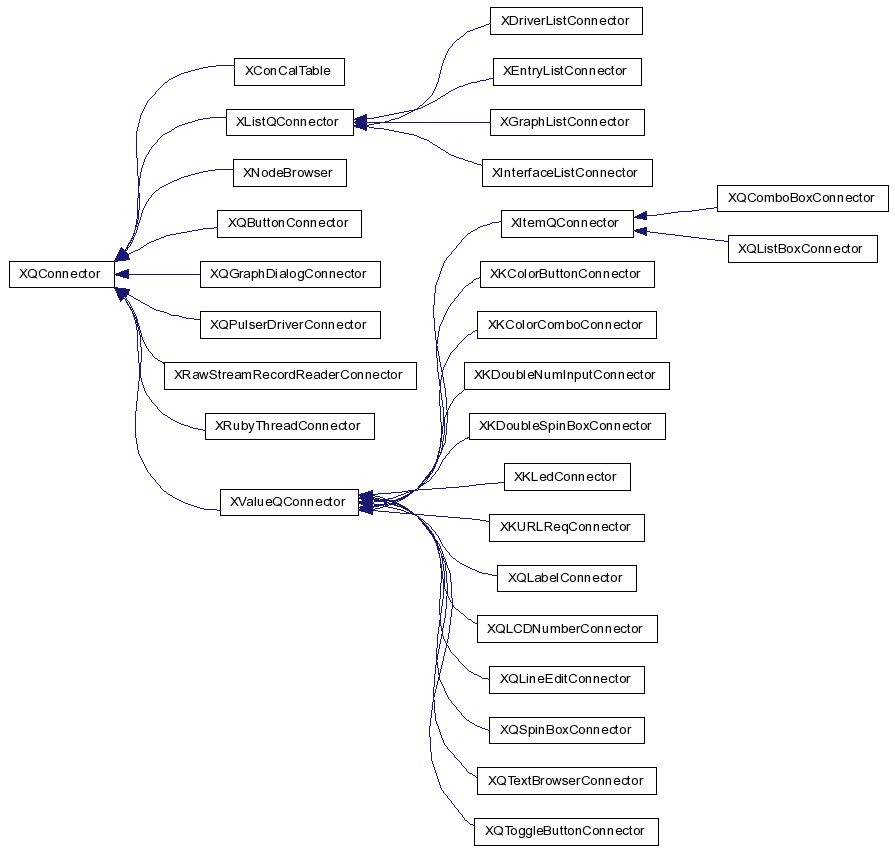 XDriverListConnector
XConCalTable
XEntryListConnector
XListQConnector
XGraphListConnector
XNodeBrowser
XInterfaceListConnector
XQComboBoxConnector
XQButtonConnector
XItemQConnector
XQListBoxConnector
XQConnector
XQGraphDialogConnector
XKColorButtonConnector
XQPulserDriverConnector
XKColorComboConnector
XRawStreamRecordReaderConnector
XKDoubleNumInputConnector
XRubyThreadConnector
XKDoubleSpinBoxConnector
XKLedConnector
XValueQConnector
XKURLReqConnector
XQLabelConnector
XQLCDNumberConnector
XQLineEditConnector
XQSpinBoxConnector
XQTextBrowserConnector
XQToggleButtonConnector